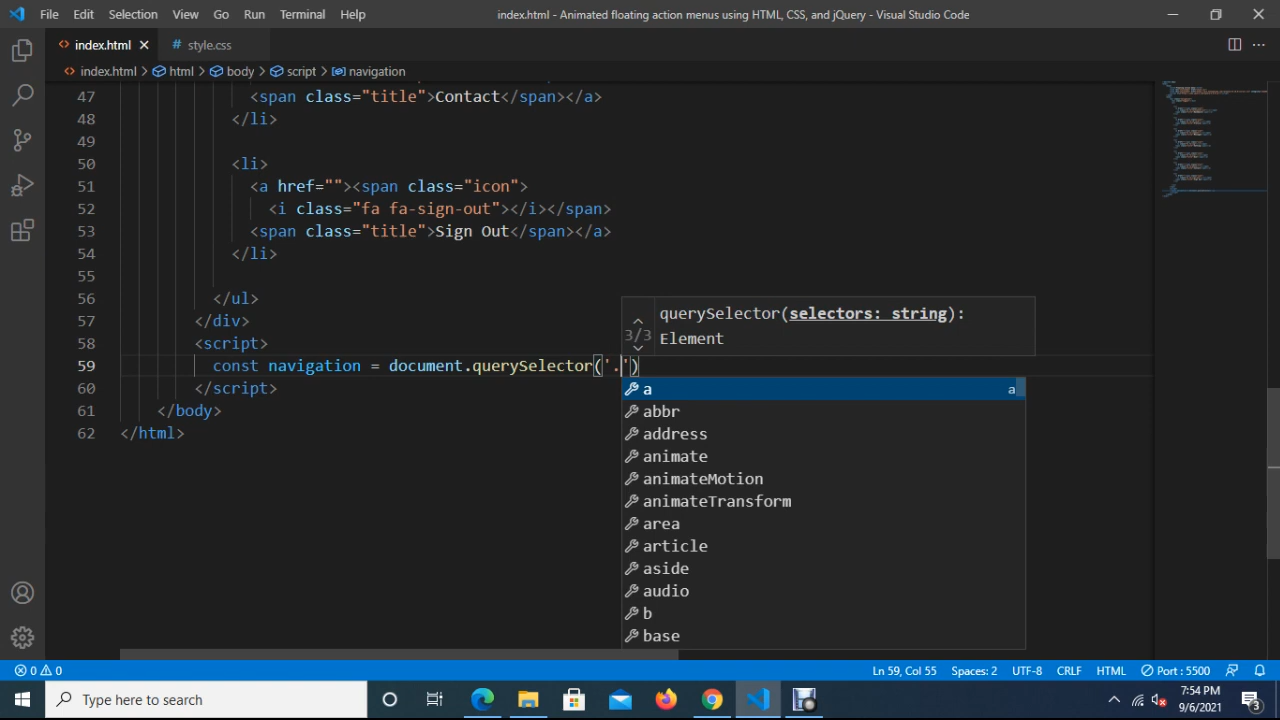 File Edit Selection View Go Run Terminal Help
index.html - Animated floating action menus using HTML, CSS, and jQuery - Visual Studio Code
<> index.html × # style.css
<> index.html > html > body > script > navigation
47 <span class="title">Contact</span></a>
48 </li>
49
50 <li>
51 <a href=""><span class="icon">
52 <i class="fa fa-sign-out"></i></span>
53 <span class="title">Sign Out</span></a>
54 </li>
55
56 </ul>
57 </div>
58 <script>
59 const navigation = document.querySelector('.')
60 </script>
61 </body>
62 </html>
querySelector(selectors: string):
3/3
Element
a a
abbr
address
animate
animateMotion
animateTransform
area
article
aside
audio
b
base
0 0 Ln 59, Col 55 Spaces: 2 UTF-8 CRLF HTML Port : 5500
Type here to search
7:54 PM
9/6/2021
3